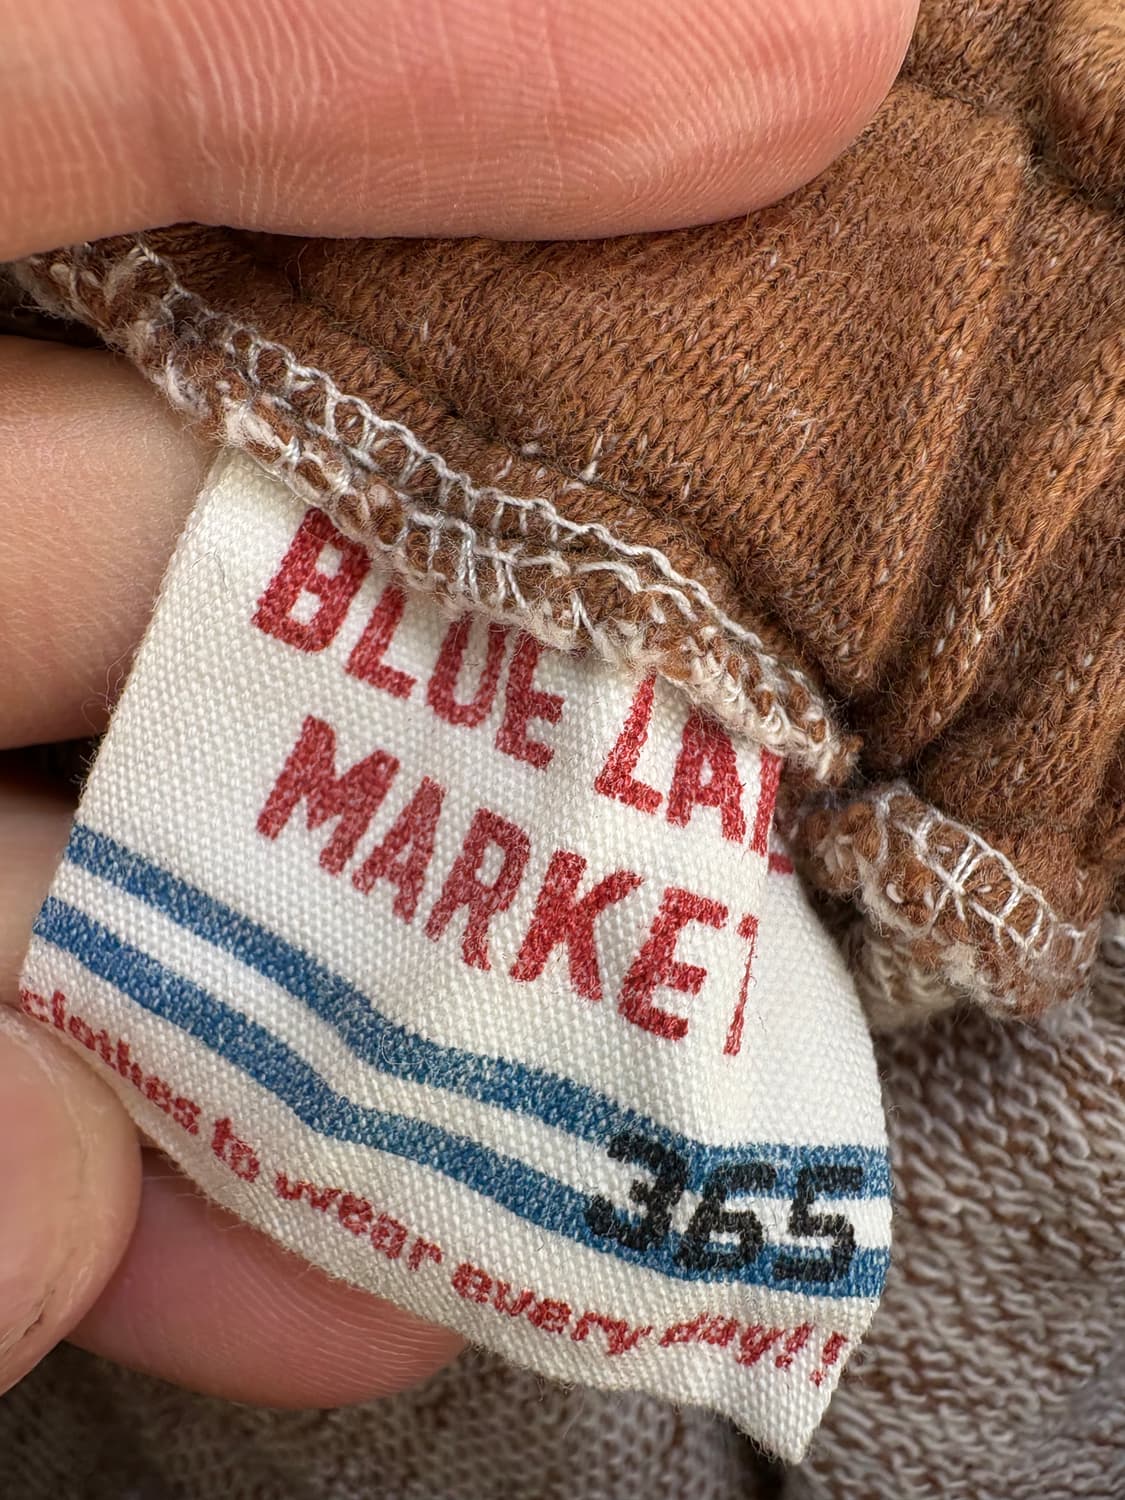 BLUE
MARKET
365
clothes to wear every day!!